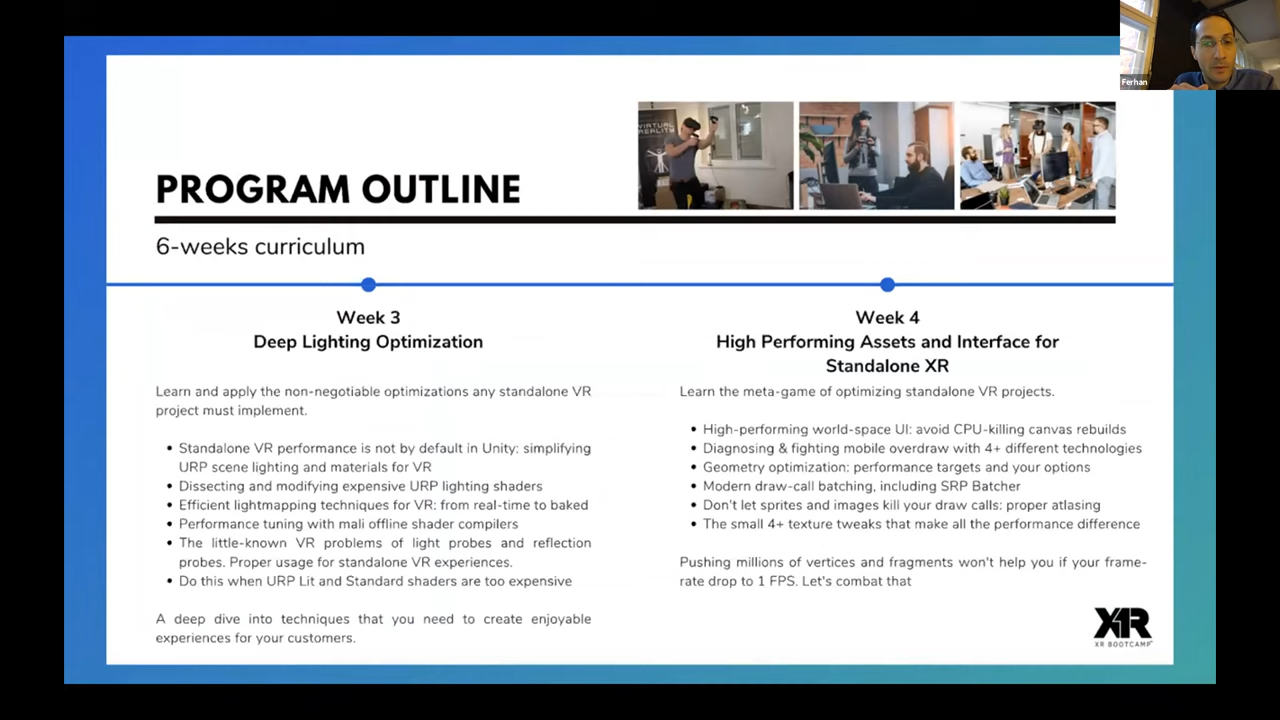 Ferhan
VIRTUAL
REALITY
PROGRAM OUTLINE
6-weeks curriculum
Week 3
Deep Lighting Optimization
Learn and apply the non-negotiable optimizations any standalone VR
project must implement.
• Standalone VR performance is not by default in Unity: simplifying
URP scene lighting and materials for VR
• Dissecting and modifying expensive URP lighting shaders
• Efficient lightmapping techniques for VR: from real-time to baked
• Performance tuning with mali offline shader compilers
• The little-known VR problems of light probes and reflection
probes. Proper usage for standalone VR experiences.
• Do this when URP Lit and Standard shaders are too expensive
A deep dive into techniques that you need to create enjoyable
experiences for your customers.
Week 4
High Performing Assets and Interface for
Standalone XR
Learn the meta-game of optimizing standalone VR projects.
• High-performing world-space UI: avoid CPU-killing canvas rebuilds
• Diagnosing & fighting mobile overdraw with 4+ different technologies
• Geometry optimization: performance targets and your options
• Modern draw-call batching, including SRP Batcher
• Don't let sprites and images kill your draw calls: proper atlasing
• The small 4+ texture tweaks that make all the performance difference
Pushing millions of vertices and fragments won't help you if your frame-
rate drop to 1 FPS. Let's combat that
XR
XR BOOTCAMP